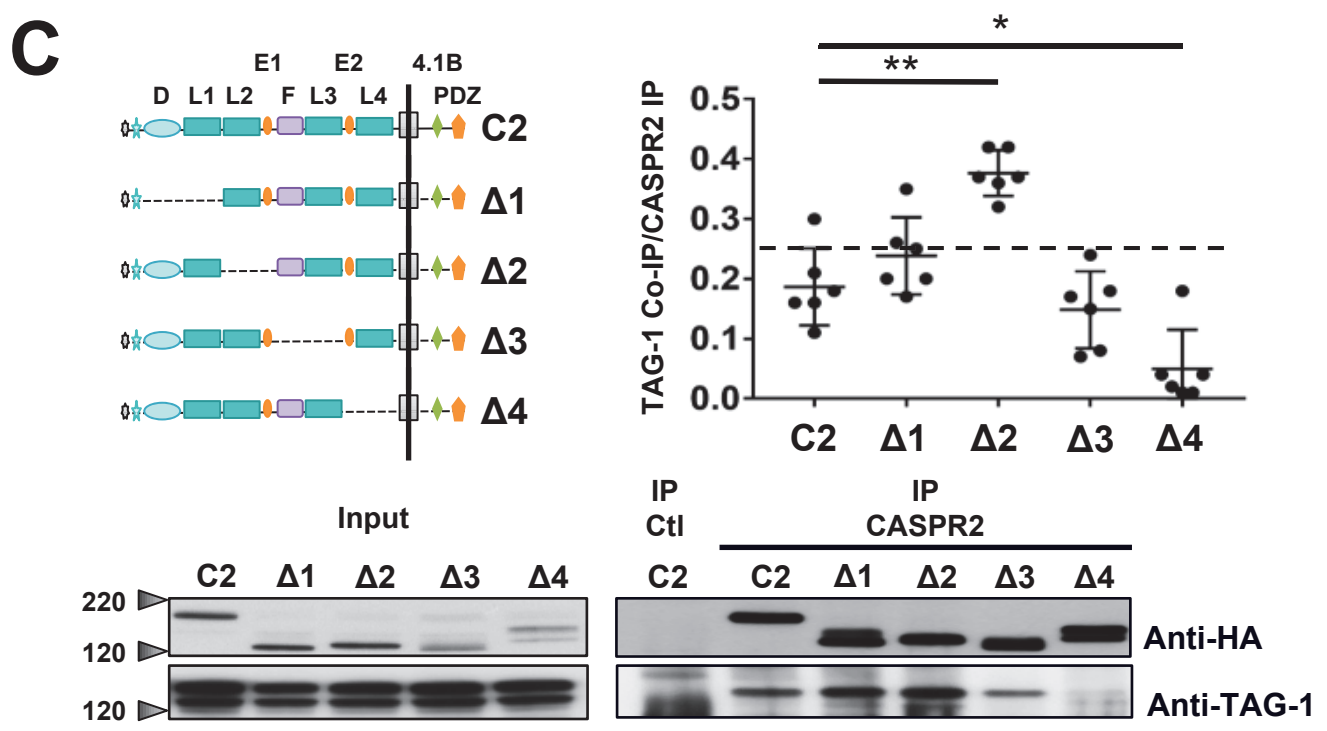 C
E1 E2 4.1B
D L1 L2 F L3 L4 PDZ
C2
Δ1
Δ2
Δ3
Δ4
*
**
TAG-1 Co-IP/CASPR2 IP
0.5
0.4
0.3
0.2
0.1
0.0
C2 Δ1 Δ2 Δ3 Δ4
Input
C2 Δ1 Δ2 Δ3 Δ4
220
120
120
IP
Ctl
IP
CASPR2
C2 C2 Δ1 Δ2 Δ3 Δ4
Anti-HA
Anti-TAG-1